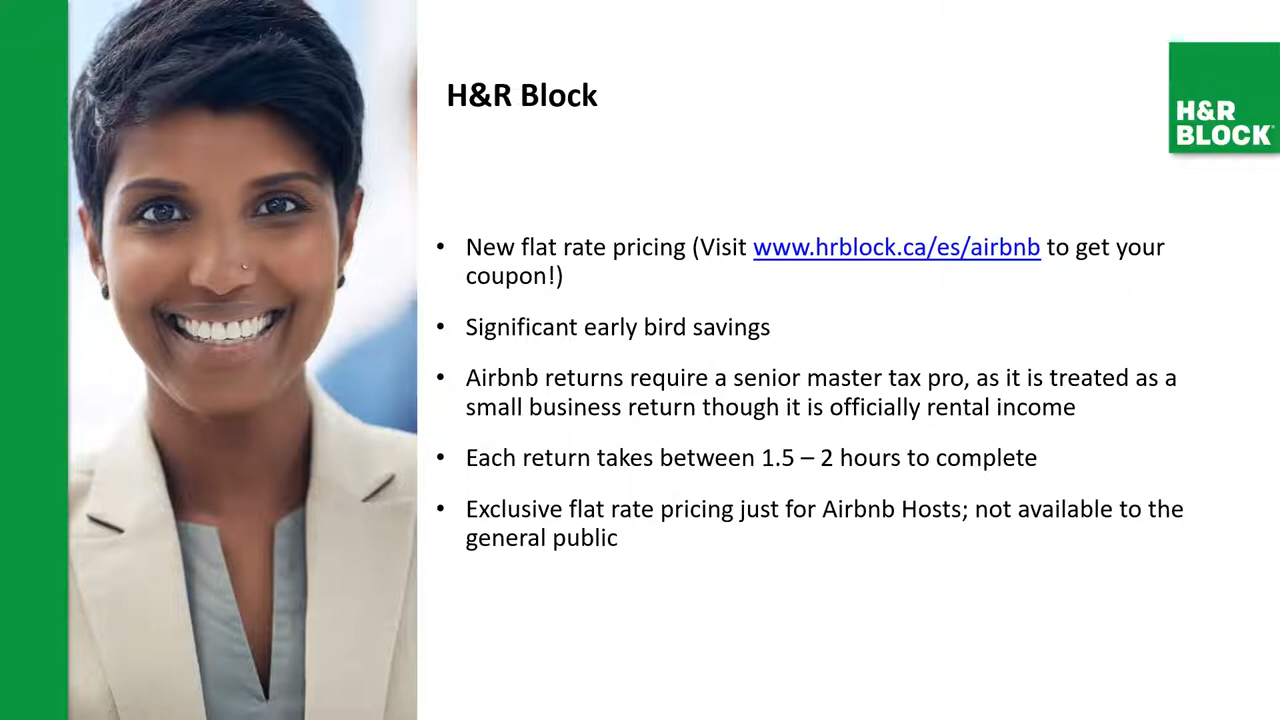 H&R Block
H&R
BLOCK
• New flat rate pricing (Visit www.hrblock.ca/es/airbnb to get your
coupon!)
• Significant early bird savings
• Airbnb returns require a senior master tax pro, as it is treated as a
small business return though it is officially rental income
• Each return takes between 1.5 – 2 hours to complete
• Exclusive flat rate pricing just for Airbnb Hosts; not available to the
general public